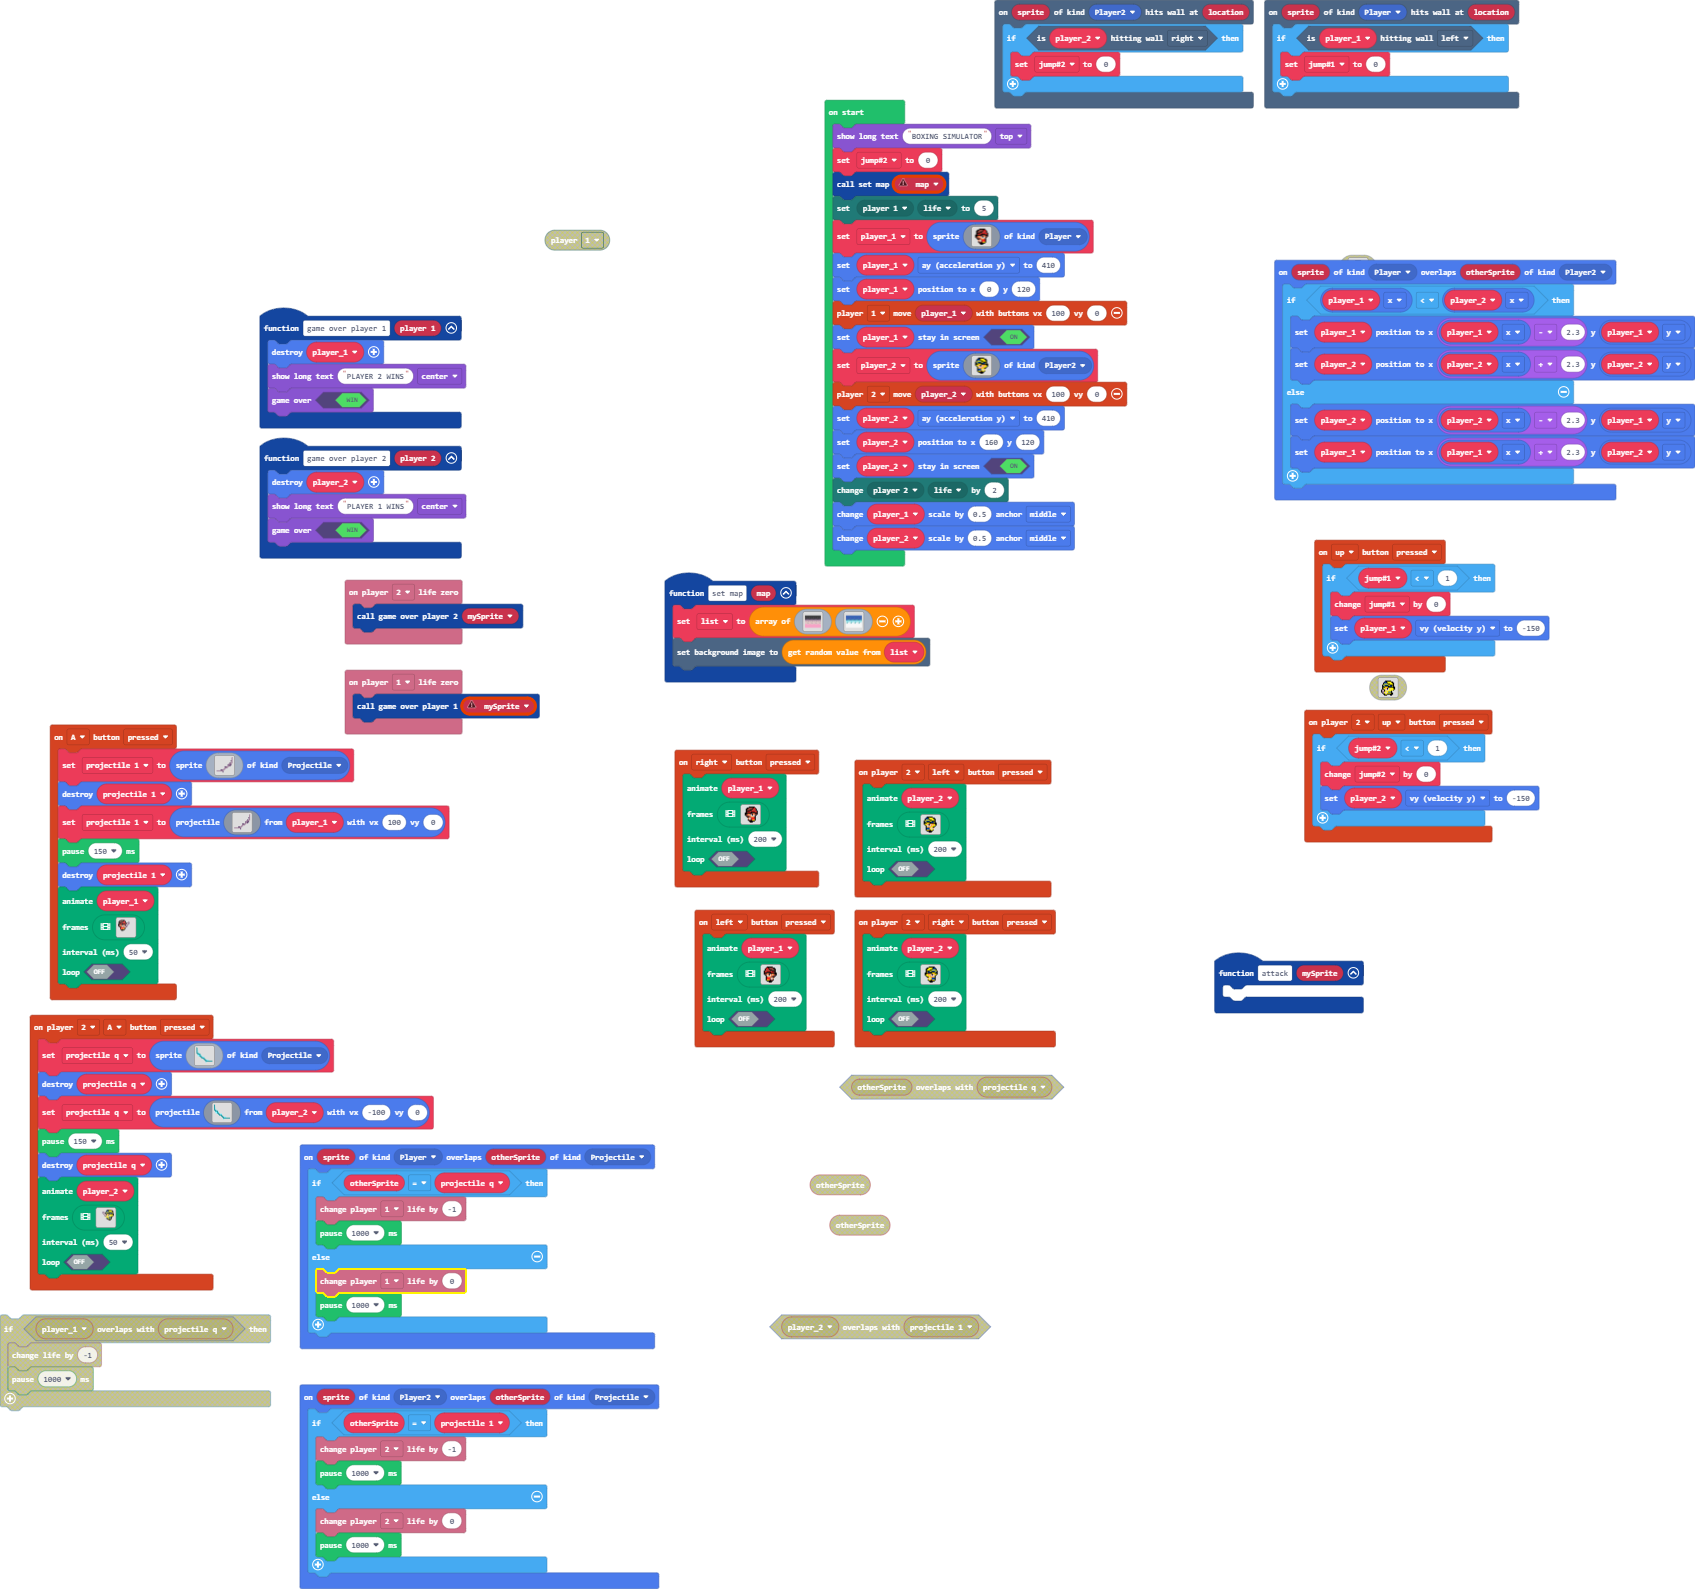 on sprite of kind Player2 hits wall at location
if is player_2 hitting wall right then
set jump#2 to 0
on sprite of kind Player hits wall at location
if is player_1 hitting wall left then
set jump#1 to 0
on start
show long text "BOXING SIMULATOR" top
set jump#2 to 0
call set map map
set player 1 life to 5
set player_1 to sprite of kind Player
set player_1 ay (acceleration y) to 410
set player_1 position to x 0 y 120
player 1 move player_1 with buttons vx 100 vy 0
set player_1 stay in screen ON
set player_2 to sprite of kind Player2
player 2 move player_2 with buttons vx 100 vy 0
set player_2 ay (acceleration y) to 410
set player_2 position to x 160 y 120
set player_2 stay in screen ON
change player 2 life by 2
change player_1 scale by 0.5 anchor middle
change player_2 scale by 0.5 anchor middle
player 1
on sprite of kind Player overlaps otherSprite of kind Player2
if player_1 x < player_2 x then
set player_1 position to x player_1 x - 2.3 y player_1 y
set player_2 position to x player_2 x + 2.3 y player_2 y
else
set player_2 position to x player_2 x - 2.3 y player_1 y
set player_1 position to x player_1 x + 2.3 y player_2 y
function game over player 1 player 1
destroy player_1
show long text "PLAYER 2 WINS" center
game over WIN
function game over player 2 player 2
destroy player_2
show long text "PLAYER 1 WINS" center
game over WIN
on player 2 life zero
call game over player 2 mySprite
on player 1 life zero
call game over player 1 mySprite
function set map map
set list to array of
set background image to get random value from list
on up button pressed
if jump#1 < 1 then
change jump#1 by 0
set player_1 vy (velocity y) to -150
on player 2 up button pressed
if jump#2 < 1 then
change jump#2 by 0
set player_2 vy (velocity y) to -150
on A button pressed
set projectile 1 to sprite of kind Projectile
destroy projectile 1
set projectile 1 to projectile from player_1 with vx 100 vy 0
pause 150 ms
destroy projectile 1
animate player_1
frames
interval (ms) 50
loop OFF
on right button pressed
animate player_1
frames
interval (ms) 200
loop OFF
on player 2 left button pressed
animate player_2
frames
interval (ms) 200
loop OFF
on left button pressed
animate player_1
frames
interval (ms) 200
loop OFF
on player 2 right button pressed
animate player_2
frames
interval (ms) 200
loop OFF
function attack mySprite
on player 2 A button pressed
set projectile q to sprite of kind Projectile
destroy projectile q
set projectile q to projectile from player_2 with vx -100 vy 0
pause 150 ms
destroy projectile q
animate player_2
frames
interval (ms) 50
loop OFF
otherSprite overlaps with projectile q
otherSprite
otherSprite
player_2 overlaps with projectile 1
on sprite of kind Player overlaps otherSprite of kind Projectile
if otherSprite = projectile q then
change player 1 life by -1
pause 1000 ms
else
change player 1 life by 0
pause 1000 ms
if player_1 overlaps with projectile q then
change life by -1
pause 1000 ms
on sprite of kind Player2 overlaps otherSprite of kind Projectile
if otherSprite = projectile 1 then
change player 2 life by -1
pause 1000 ms
else
change player 2 life by 0
pause 1000 ms